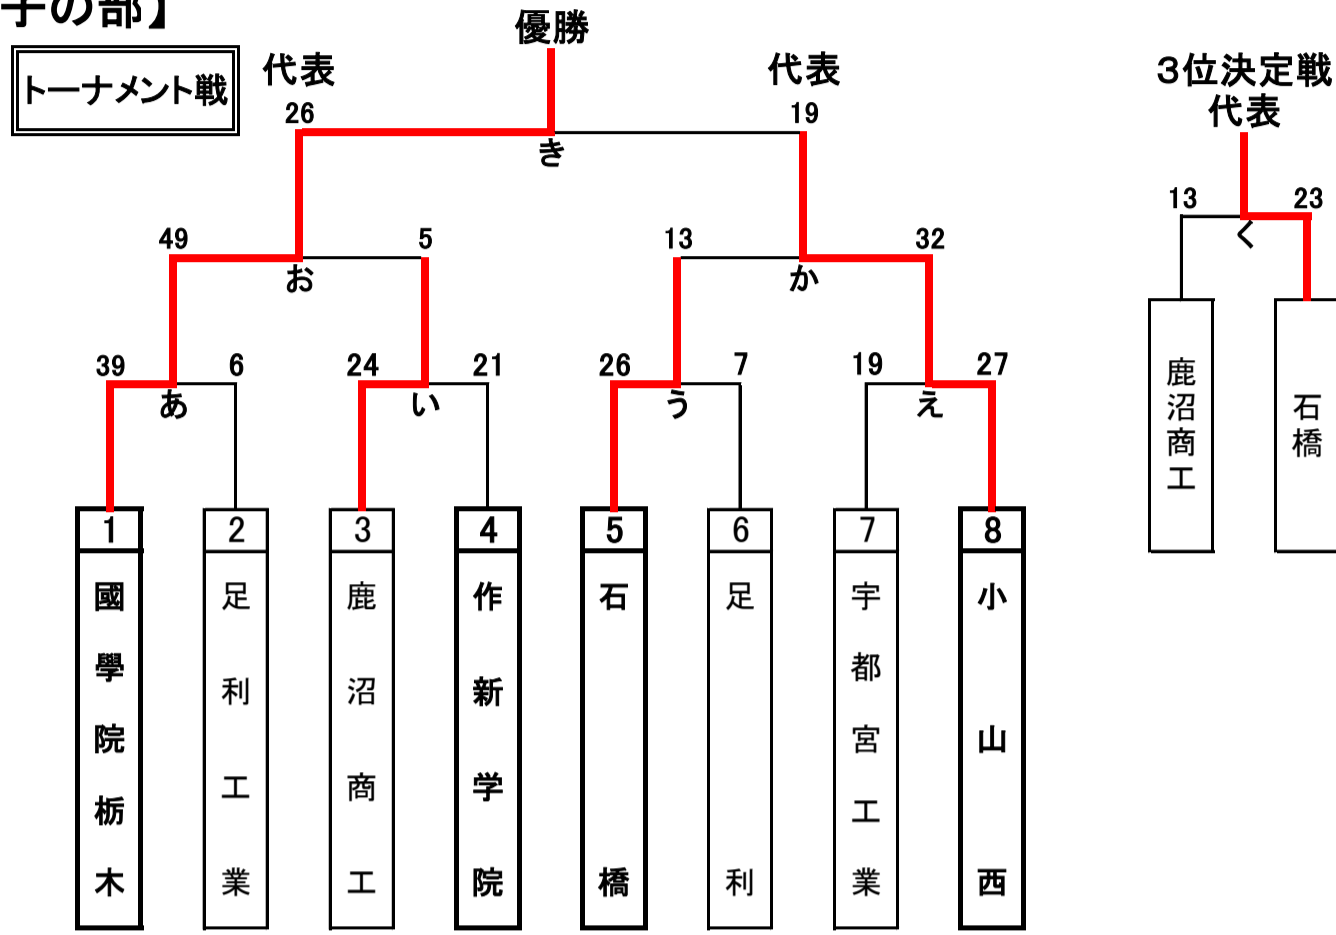 子の部】
トーナメント戦
優勝
代表
代表
26
19
き
3位決定戦
代表
13
23
く
鹿沼商工
石橋
49
5
お
13
32
か
39
6
あ
24
21
い
26
7
う
19
27
え
1
國學院栃木
2
足利工業
3
鹿沼商工
4
作新学院
5
石橋
6
足利
7
宇都宮工業
8
小山西